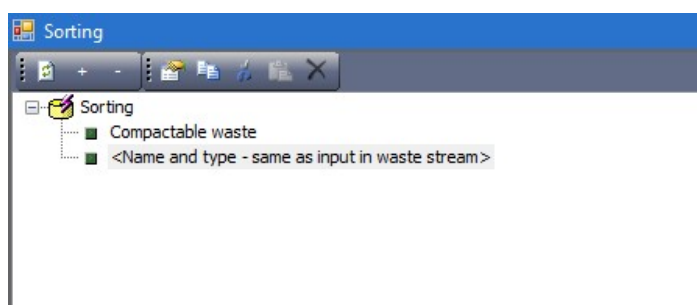 Sorting
+ -
Sorting
Compactable waste
<Name and type - same as input in waste stream>